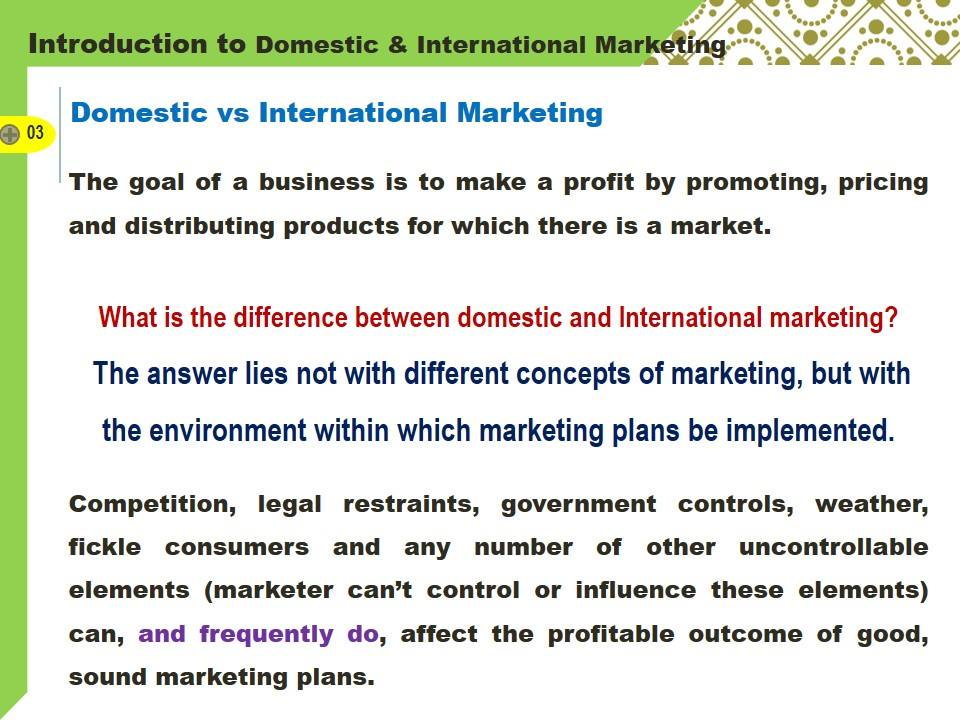 Introduction to Domestic & International Marketing
Domestic vs International Marketing
03
The goal of a business is to make a profit by promoting, pricing
and distributing products for which there is a market.
What is the difference between domestic and International marketing?
The answer lies not with different concepts of marketing, but with
the environment within which marketing plans be implemented.
Competition, legal restraints, government controls, weather,
fickle consumers and any number of other uncontrollable
elements (marketer can’t control or influence these elements)
can, and frequently do, affect the profitable outcome of good,
sound marketing plans.